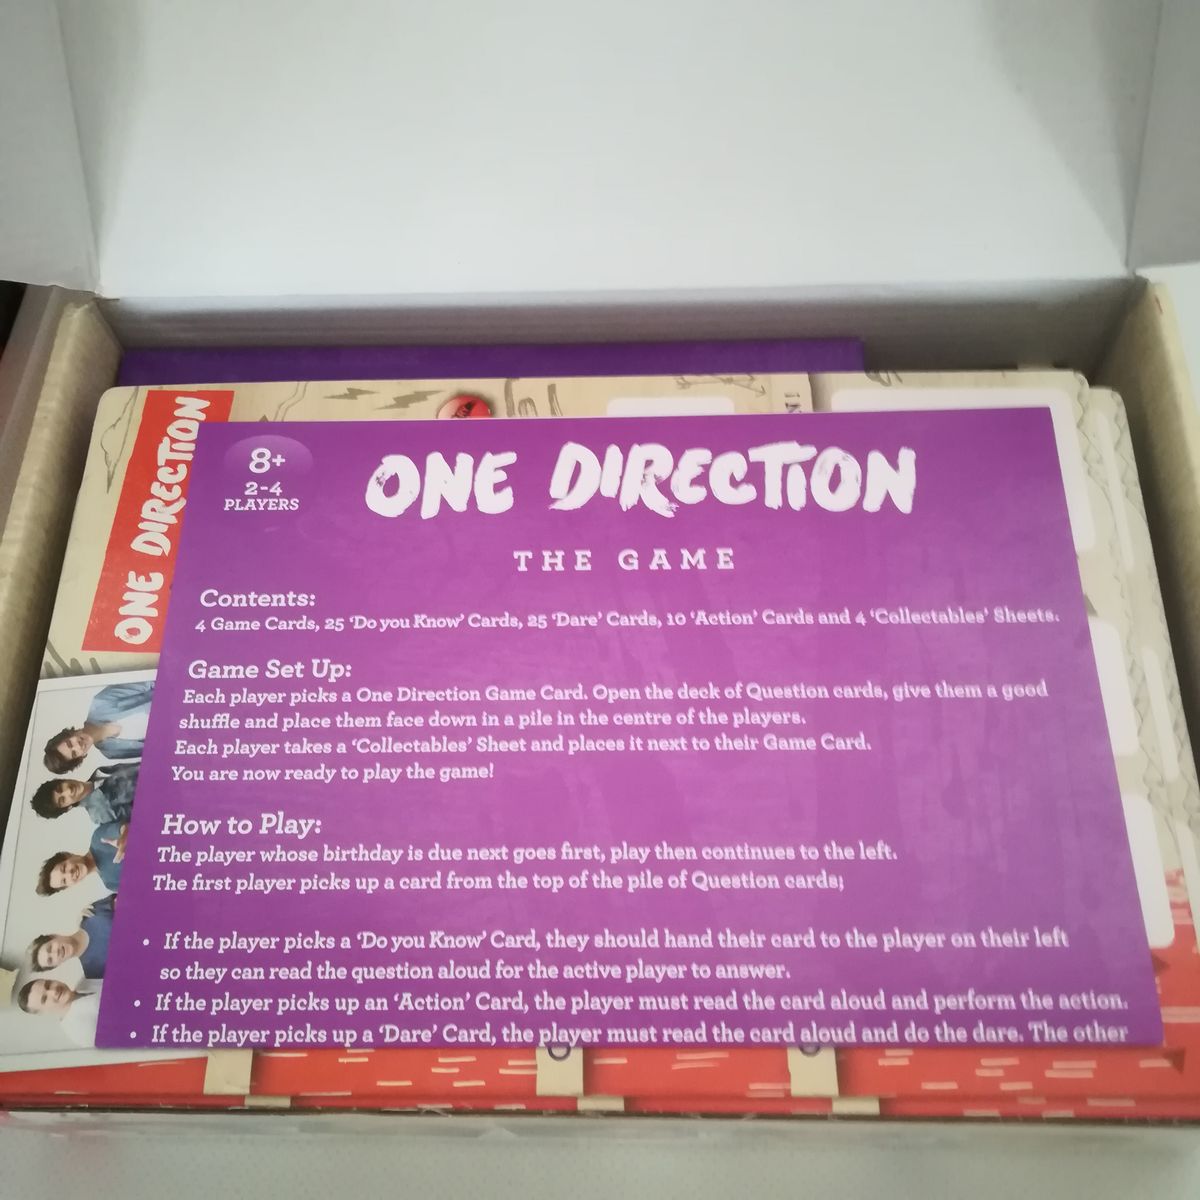 ONE DIRECTION
8+
2-4
PLAYERS
ONE DIRECTION
THE GAME
Contents:
4 Game Cards, 25 'Do you Know' Cards, 25 'Dare' Cards, 10 'Action' Cards and 4 'Collectables' Sheets.
Game Set Up:
Each player picks a One Direction Game Card. Open the deck of Question cards, give them a good
shuffle and place them face down in a pile in the centre of the players.
Each player takes a 'Collectables' Sheet and places it next to their Game Card.
You are now ready to play the game!
How to Play:
The player whose birthday is due next goes first, play then continues to the left.
The first player picks up a card from the top of the pile of Question cards;
• If the player picks a 'Do you Know' Card, they should hand their card to the player on their left
so they can read the question aloud for the active player to answer.
• If the player picks up an 'Action' Card, the player must read the card aloud and perform the action.
• If the player picks up a 'Dare' Card, the player must read the card aloud and do the dare. The other